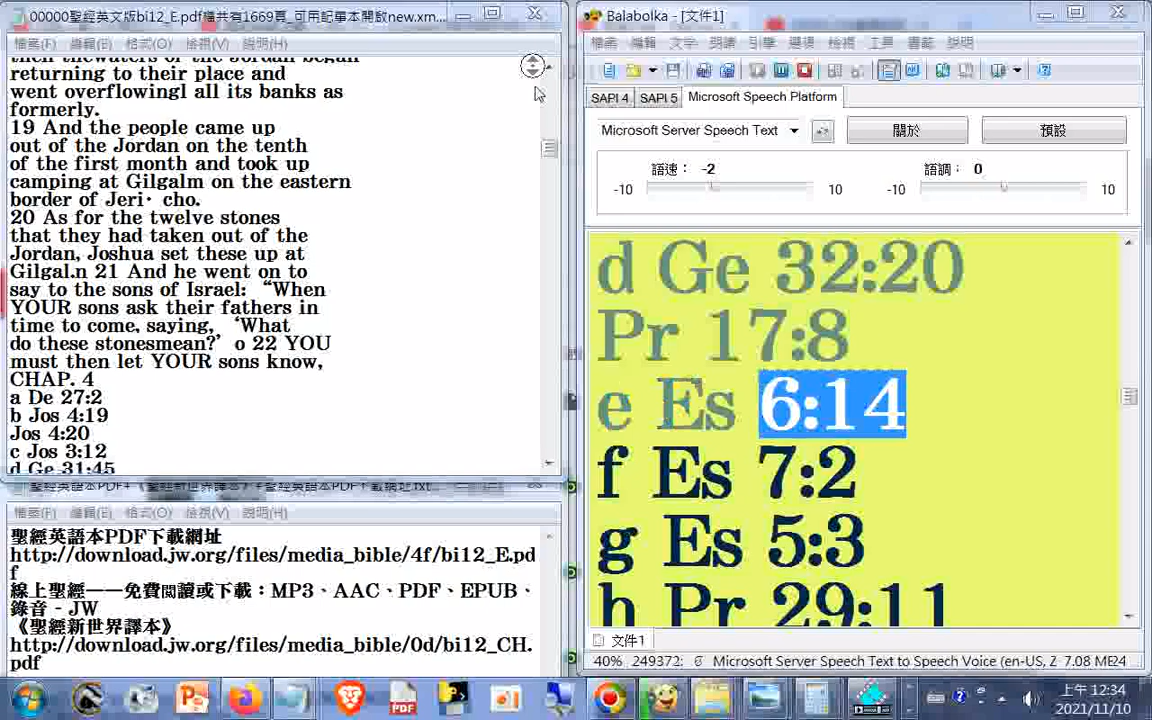 00000聖經英文版bi12_E.pdf檔共有1669頁_可用記事本開啟new.xm...
檔案(F) 編輯(E) 格式(O) 檢視(V) 說明(H)
then thewaters of the Jordan began
returning to their place and
went overflowingl all its banks as
formerly.
19 And the people came up
out of the Jordan on the tenth
of the first month and took up
camping at Gilgalm on the eastern
border of Jeri· cho.
20 As for the twelve stones
that they had taken out of the
Jordan, Joshua set these up at
Gilgal.n 21 And he went on to
say to the sons of Israel: “When
YOUR sons ask their fathers in
time to come, saying, ‘What
do these stonesmean?’ o 22 YOU
must then let YOUR sons know,
CHAP. 4
a De 27:2
b Jos 4:19
Jos 4:20
c Jos 3:12
d Ge 31:45
檔案(F) 編輯(E) 格式(O) 檢視(V) 說明(H)
聖經英語本PDF下載網址
http://download.jw.org/files/media_bible/4f/bi12_E.pd
f
線上聖經——免費閱讀或下載：MP3、AAC、PDF、EPUB、
錄音 - JW
《聖經新世界譯本》
http://download.jw.org/files/media_bible/0d/bi12_CH.
pdf
Balabolka - [文件1]
檔案 編輯 文字 朗讀 引擎 選項 檢視 工具 書籤 說明
SAPI 4 SAPI 5 Microsoft Speech Platform
Microsoft Server Speech Text 關於 預設
語速： -2 語調： 0
-10 10 -10 10
d Ge 32:20
Pr 17:8
e Es 6:14
f Es 7:2
g Es 5:3
h Pr 29:11
文件1
40% 249372: Microsoft Server Speech Text to Speech Voice (en-US, Z 7.08 ME24
PDF
上午 12:34
2021/11/10